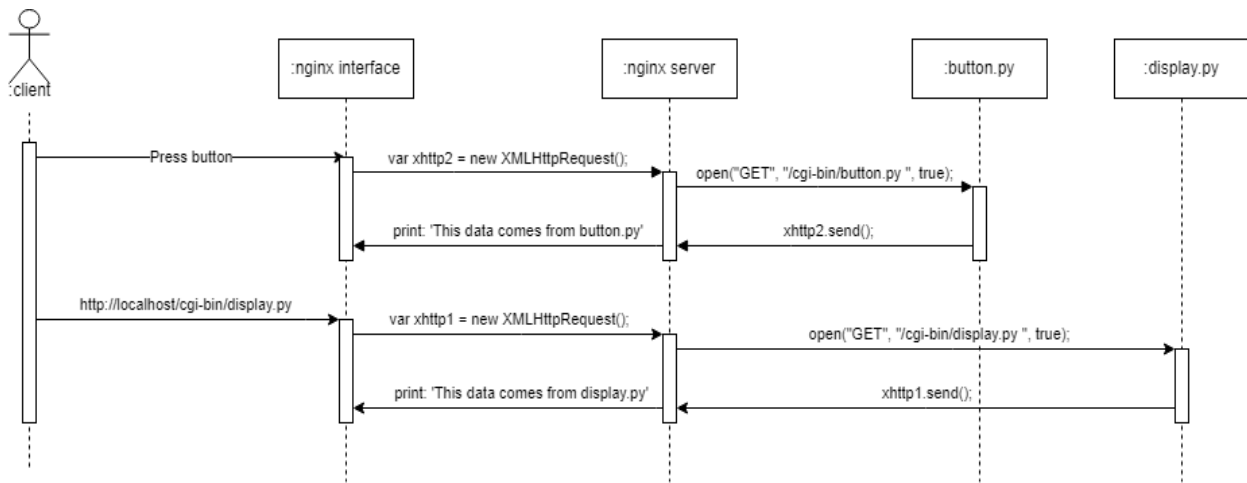 :client
:nginx interface
:nginx server
:button.py
:display.py
Press button
var xhttp2 = new XMLHttpRequest();
open("GET", "/cgi-bin/button.py ", true);
print: 'This data comes from button.py'
xhttp2.send();
http://localhost/cgi-bin/display.py
var xhttp1 = new XMLHttpRequest();
open("GET", "/cgi-bin/display.py ", true);
print: 'This data comes from display.py'
xhttp1.send();